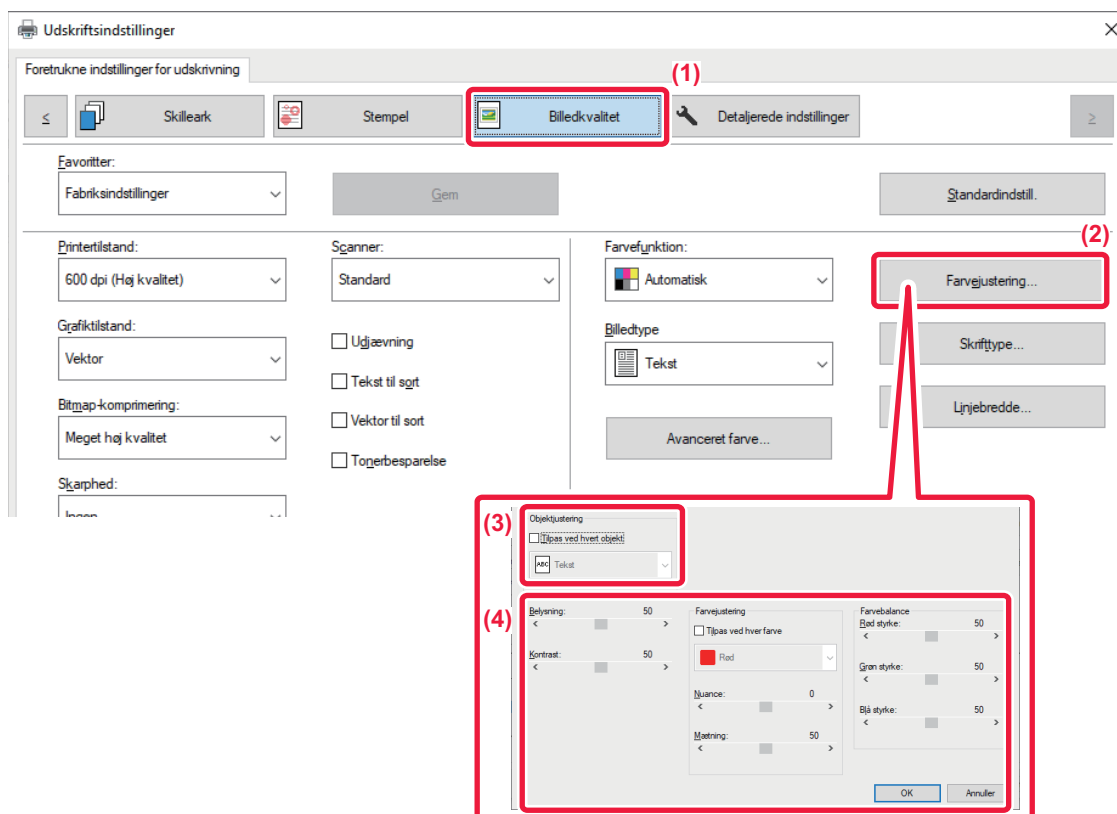 Udskriftsindstillinger
Foretrukne indstillinger for udskrivning
(1)
< Skilleark Stempel Billedkvalitet Detaljerede indstillinger >
Favoritter:
Fabriksindstillinger Gem Standardindstill.
(2)
Printertilstand: Scanner: Farvefunktion:
600 dpi (Høj kvalitet) Standard Automatisk Farvejustering...
Grafiktilstand: Billedtype
Vektor Udjævning Tekst Skrifttype...
Tekst til sort
Bitmap-komprimering:
Meget høj kvalitet Vektor til sort Avanceret farve... Linjebredde...
Tonerbesparelse
Skarphed:
Ingen
(3)
Objektjustering
Tilpas ved hvert objekt
ABC Tekst
(4)
Belysning: 50 Farvejustering Farvebalance
Tilpas ved hver farve Rød styrke: 50
Kontrast: 50 Rød Grøn styrke: 50
Nuance: 0 Blå styrke: 50
Mætning: 50
OK Annuller